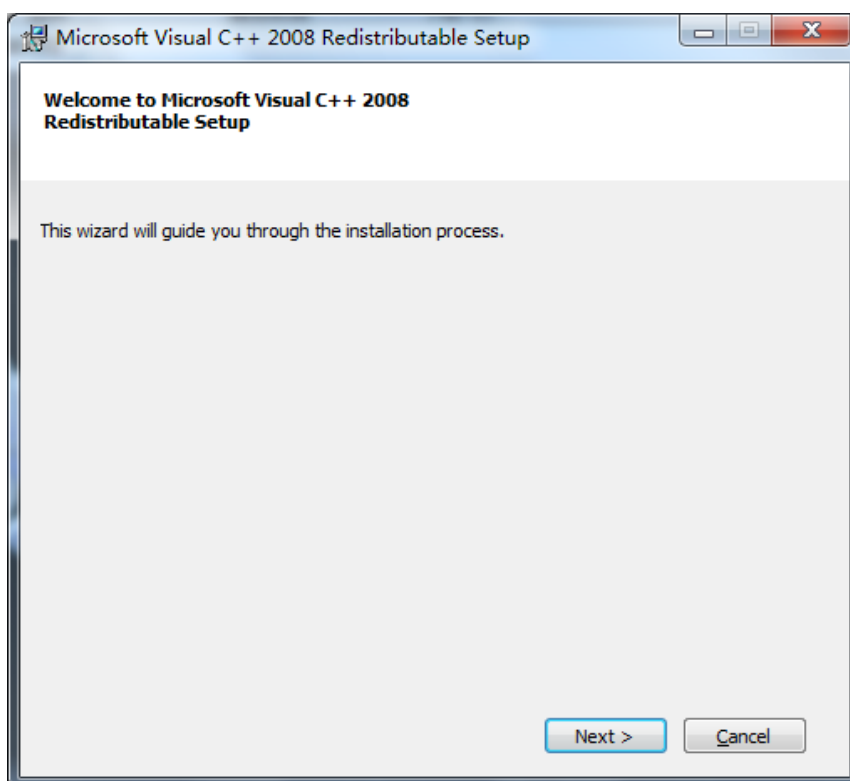 Microsoft Visual C++ 2008 Redistributable Setup
Welcome to Microsoft Visual C++ 2008
Redistributable Setup
This wizard will guide you through the installation process.
Next >
Cancel